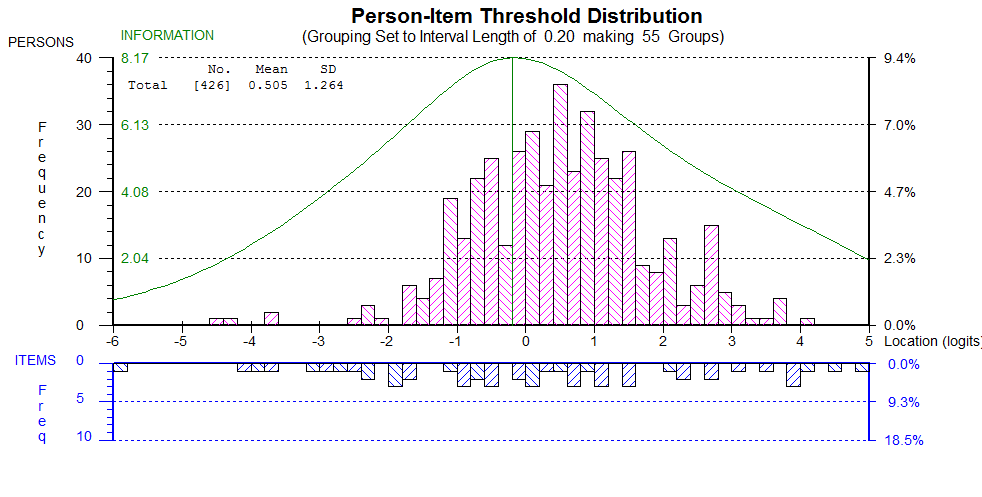 Person-Item Threshold Distribution
(Grouping Set to Interval Length of 0.20 making 55 Groups)
PERSONS
INFORMATION
No. Mean SD
Total [426] 0.505 1.264
Frequency
40 8.17 9.4%
30 6.13 7.0%
20 4.08 4.7%
10 2.04 2.3%
0 0.0%
-6 -5 -4 -3 -2 -1 0 1 2 3 4 5 Location (logits
ITEMS
Freq
0 0.0%
5 9.3%
10 18.5%